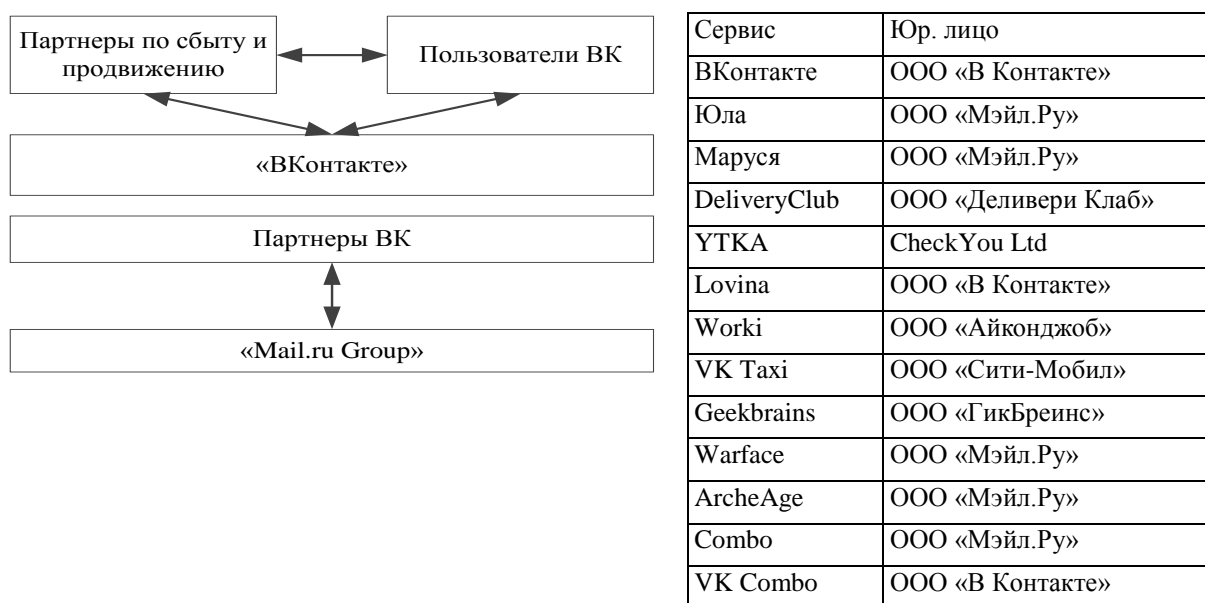 Партнеры по сбыту и
продвижению
Пользователи ВК
«ВКонтакте»
Партнеры ВК
«Mail.ru Group»
Сервис Юр. лицо
ВКонтакте ООО «В Контакте»
Юла ООО «Мэйл.Ру»
Маруся ООО «Мэйл.Ру»
DeliveryClub ООО «Деливери Клаб»
YTKA CheckYou Ltd
Lovina ООО «В Контакте»
Worki ООО «Айконджоб»
VK Taxi ООО «Сити-Мобил»
Geekbrains ООО «ГикБреинс»
Warface ООО «Мэйл.Ру»
ArcheAge ООО «Мэйл.Ру»
Combo ООО «Мэйл.Ру»
VK Combo ООО «В Контакте»